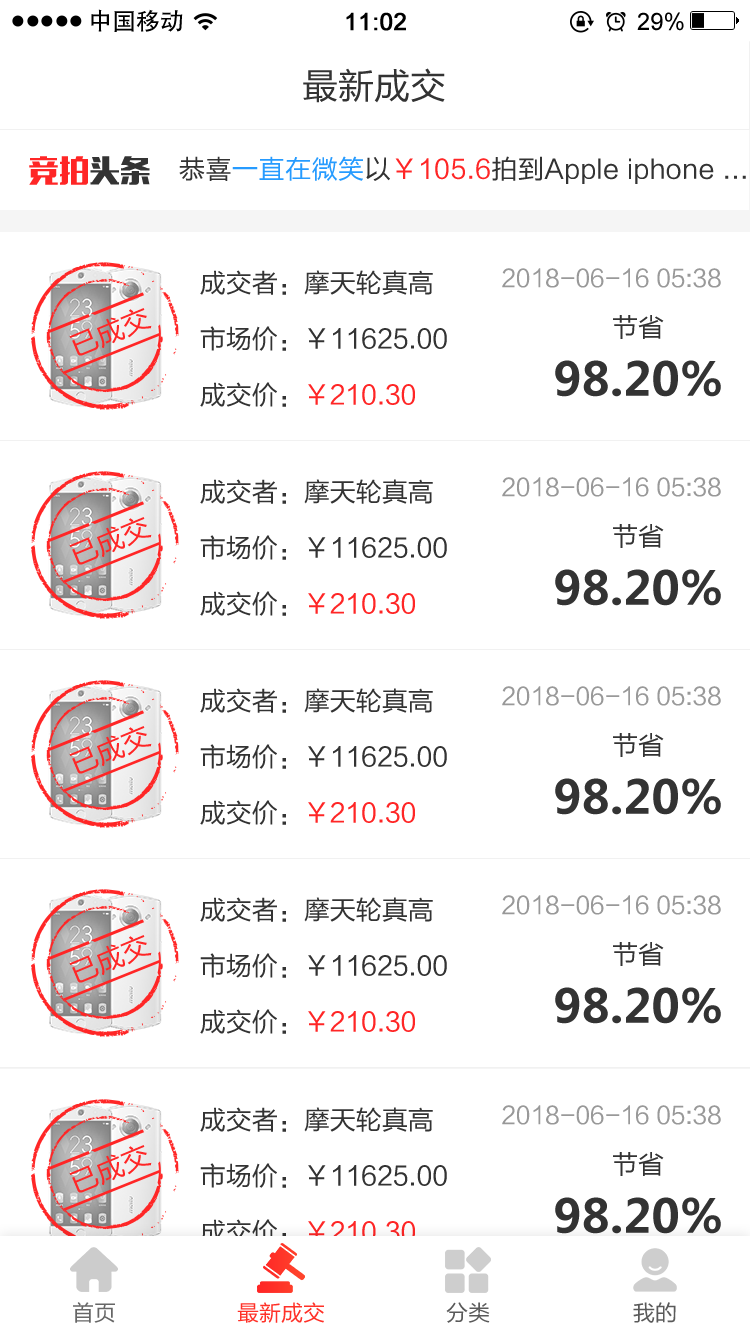 中国移动 11:02 29%
最新成交
竞拍头条 恭喜一直在微笑以￥105.6拍到Apple iphone ...
23
58
已成交
成交者：摩天轮真高
2018-06-16 05:38
市场价：￥11625.00
节省
成交价：￥210.30
98.20%
23
58
已成交
成交者：摩天轮真高
2018-06-16 05:38
市场价：￥11625.00
节省
成交价：￥210.30
98.20%
23
58
已成交
成交者：摩天轮真高
2018-06-16 05:38
市场价：￥11625.00
节省
成交价：￥210.30
98.20%
23
58
已成交
成交者：摩天轮真高
2018-06-16 05:38
市场价：￥11625.00
节省
成交价：￥210.30
98.20%
23
58
已成交
成交者：摩天轮真高
2018-06-16 05:38
市场价：￥11625.00
节省
成交价：￥210.30
98.20%
首页 最新成交 分类 我的